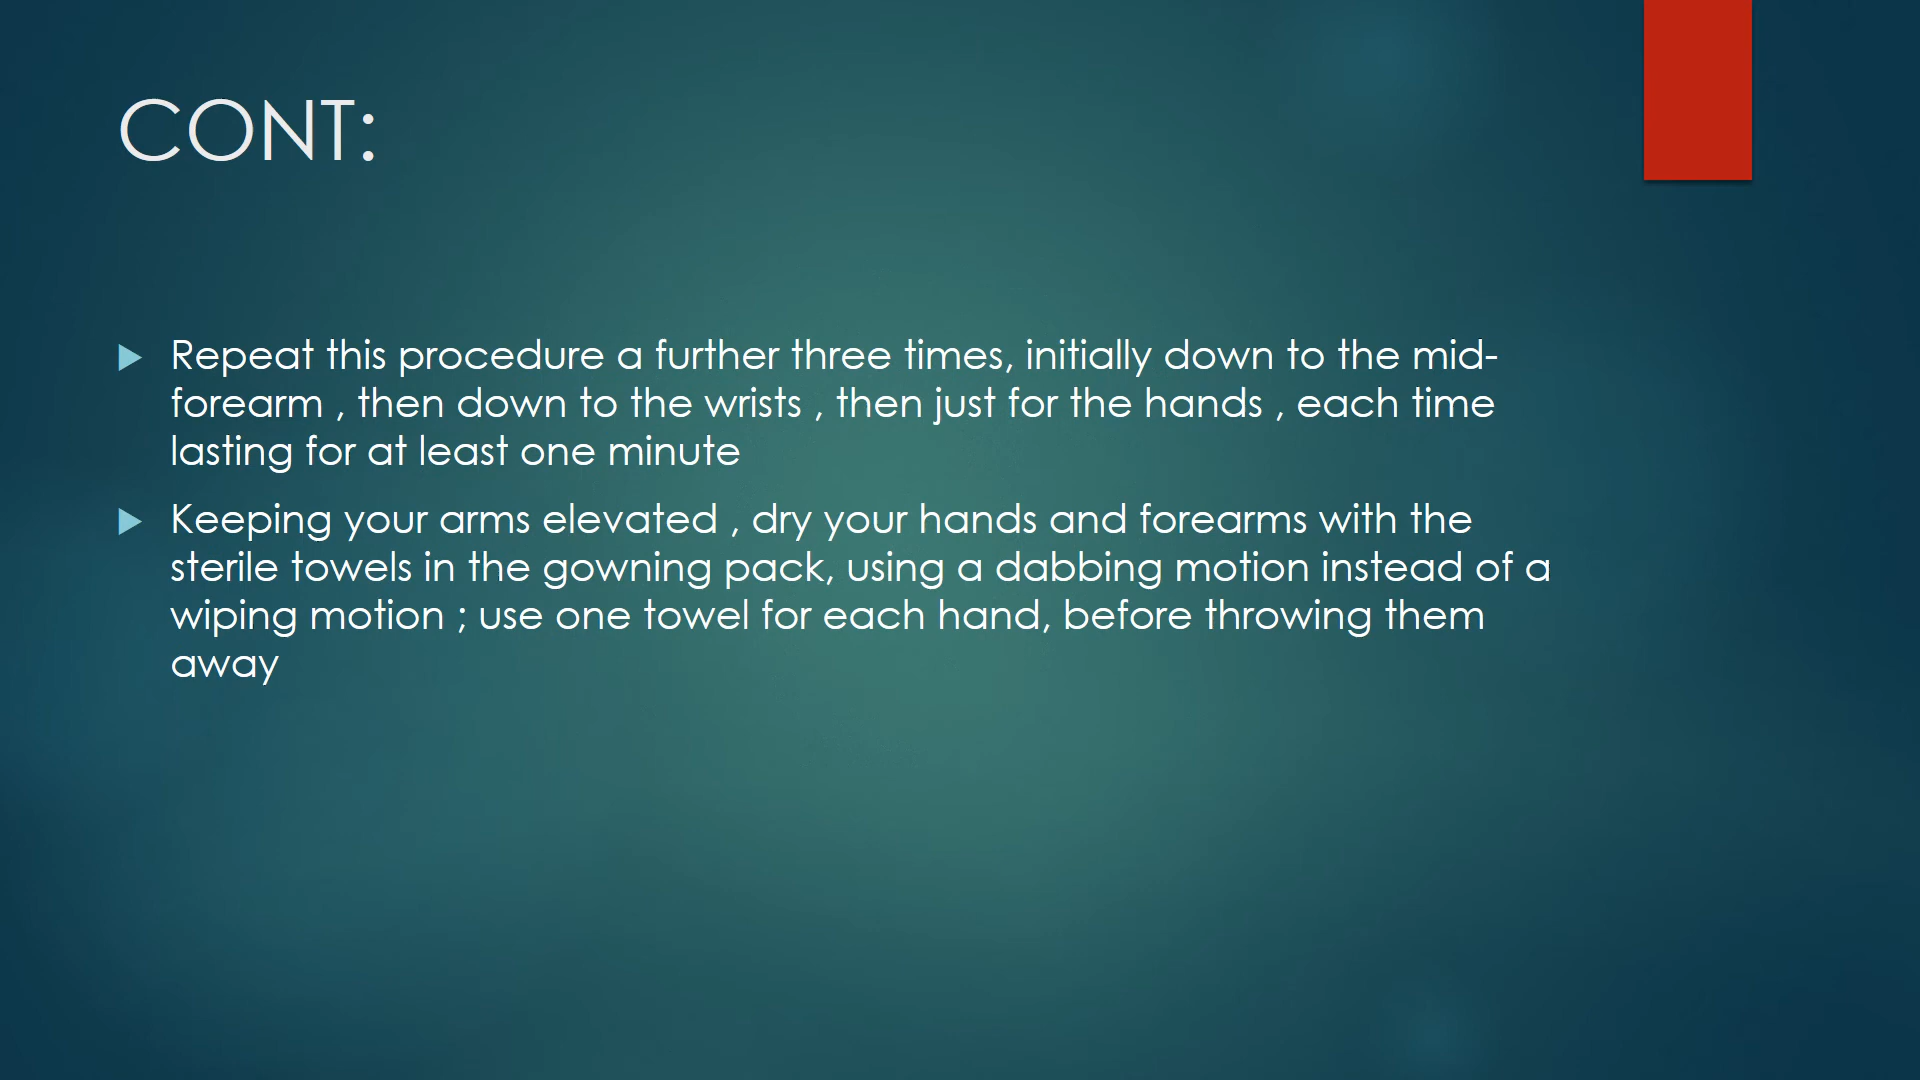 CONT:
Repeat this procedure a further three times, initially down to the mid-
forearm , then down to the wrists , then just for the hands , each time
lasting for at least one minute
Keeping your arms elevated , dry your hands and forearms with the
sterile towels in the gowning pack, using a dabbing motion instead of a
wiping motion ; use one towel for each hand, before throwing them
away